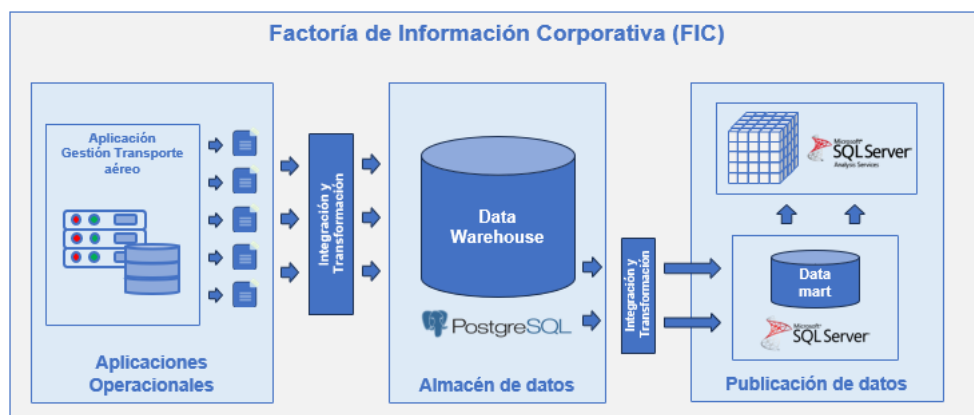 Factoría de Información Corporativa (FIC)
Aplicación
Gestión Transporte
aéreo
Integración y
Transformación
Data
Warehouse
PostgreSQL
Integración y
Transformación
Microsoft
SQL Server
Analysis Services
Data
mart
Microsoft
SQL Server
Aplicaciones
Operacionales
Almacén de datos
Publicación de datos